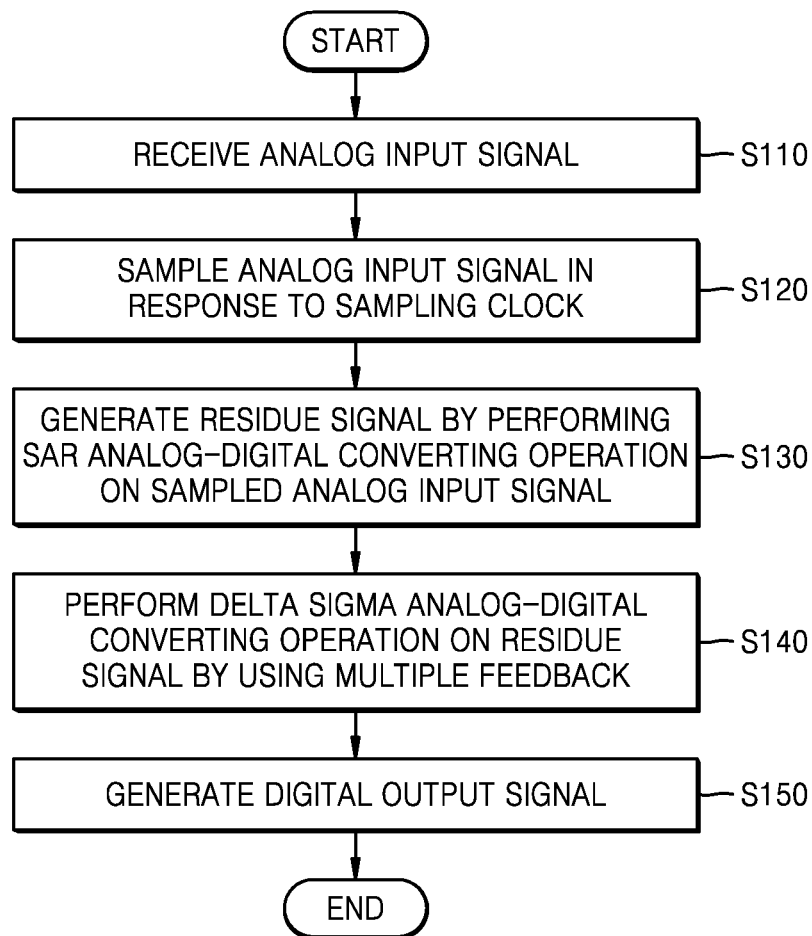 START
RECEIVE ANALOG INPUT SIGNAL
S110
SAMPLE ANALOG INPUT SIGNAL IN
RESPONSE TO SAMPLING CLOCK
S120
GENERATE RESIDUE SIGNAL BY PERFORMING
SAR ANALOG-DIGITAL CONVERTING OPERATION
ON SAMPLED ANALOG INPUT SIGNAL
S130
PERFORM DELTA SIGMA ANALOG-DIGITAL
CONVERTING OPERATION ON RESIDUE
SIGNAL BY USING MULTIPLE FEEDBACK
S140
GENERATE DIGITAL OUTPUT SIGNAL
S150
END